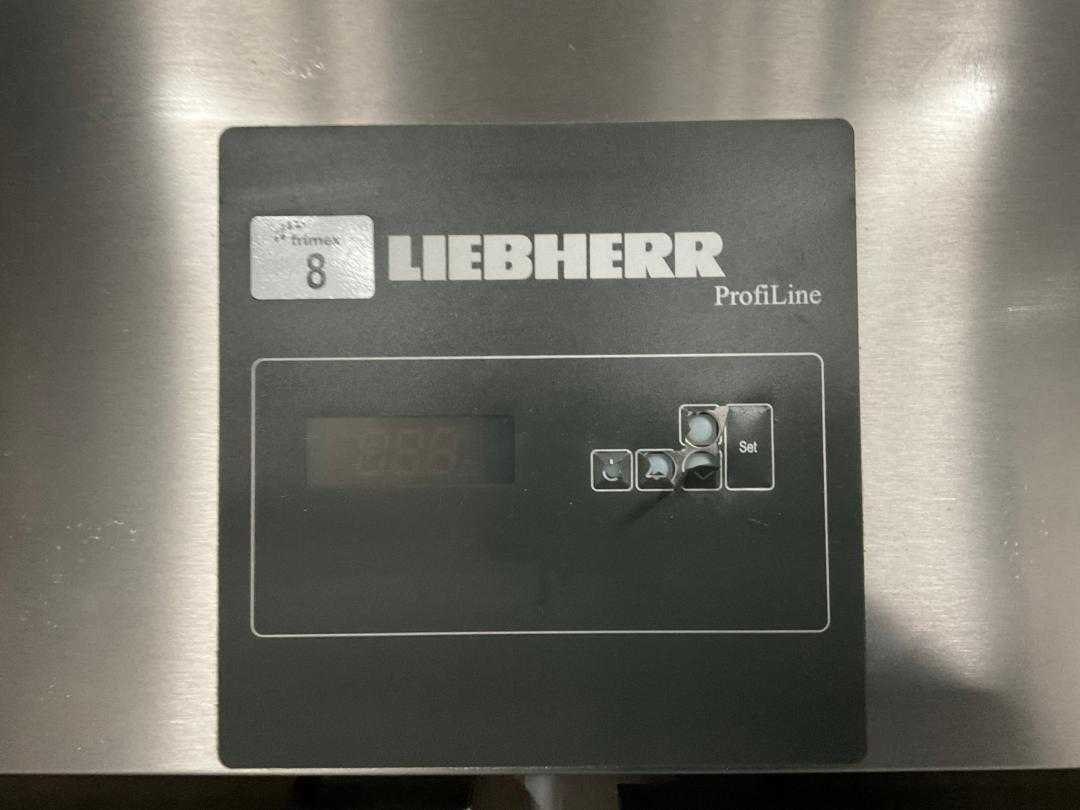 frimex
8
LIEBHERR
ProfiLine
Set